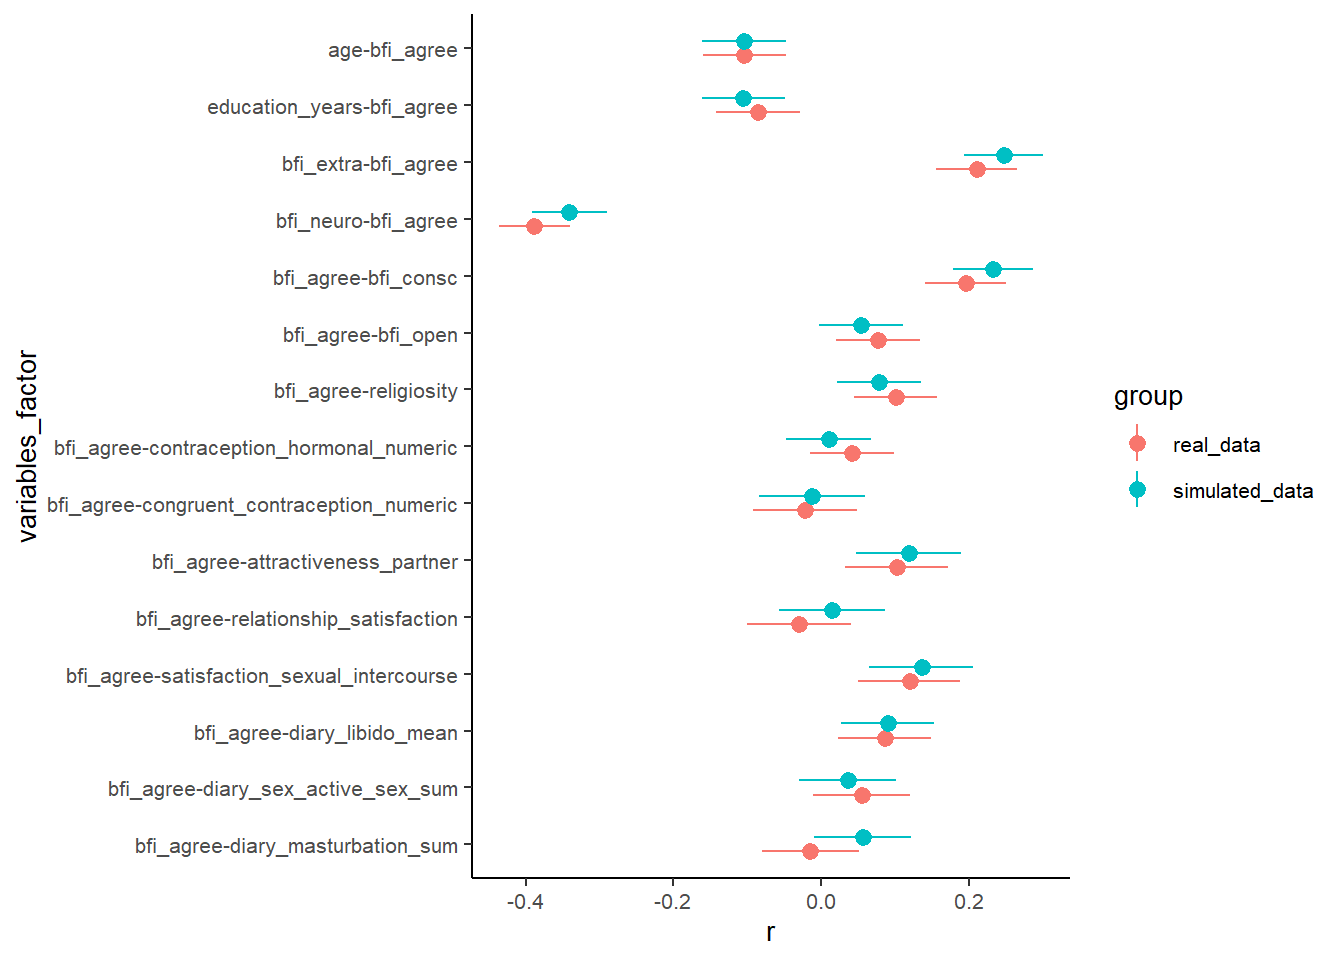 age-bfi_agree
education_years-bfi_agree
bfi_extra-bfi_agree
bfi_neuro-bfi_agree
bfi_agree-bfi_consc
bfi_agree-bfi_open
bfi_agree-religiosity
bfi_agree-contraception_hormonal_numeric
bfi_agree-congruent_contraception_numeric
bfi_agree-attractiveness_partner
bfi_agree-relationship_satisfaction
bfi_agree-satisfaction_sexual_intercourse
bfi_agree-diary_libido_mean
bfi_agree-diary_sex_active_sex_sum
bfi_agree-diary_masturbation_sum
variables_factor
-0.4 -0.2 0.0 0.2
r
group
real_data
simulated_data